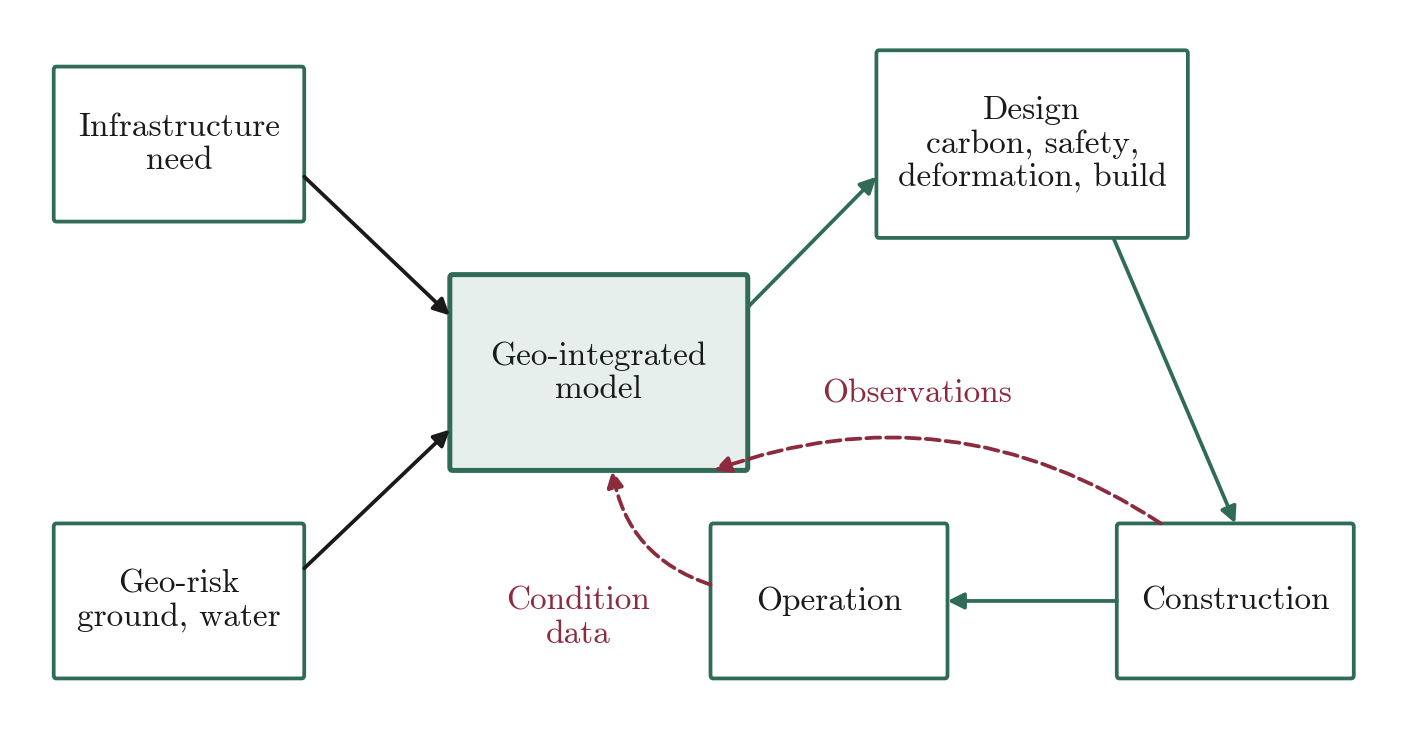 Infrastructure
need
Design
carbon, safety,
deformation, build
Geo-integrated
model
Observations
Geo-risk
ground, water
Condition
data
Operation
Construction